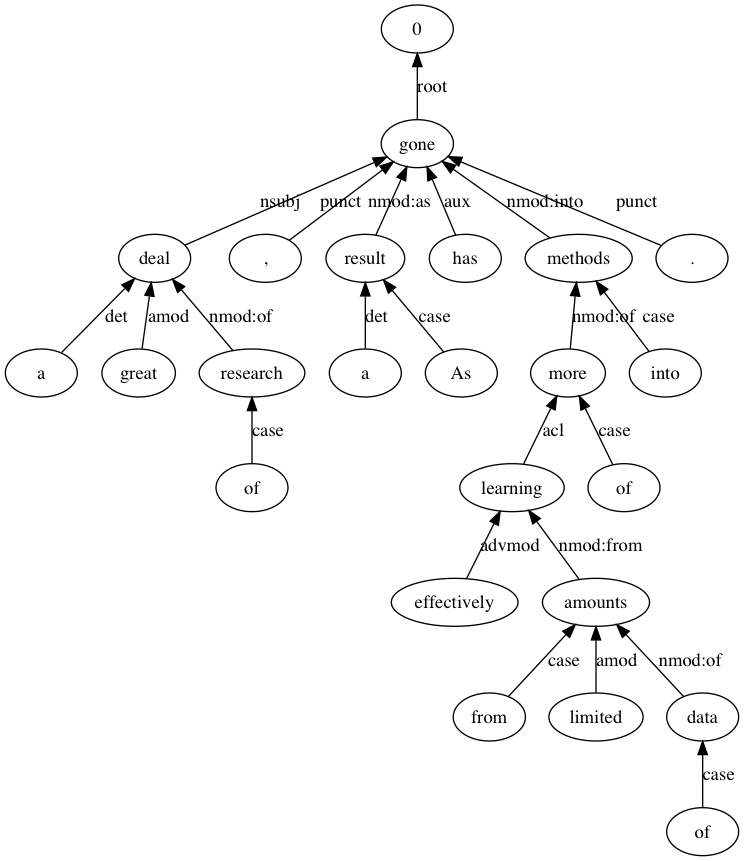 0
root
gone
nsubj punct nmod:as aux nmod:into punct
deal , result has methods .
det amod nmod:of det case nmod:of case
a great research a As more into
case acl case
of learning of
advmod nmod:from
effectively amounts
case amod nmod:of
from limited data
case
of